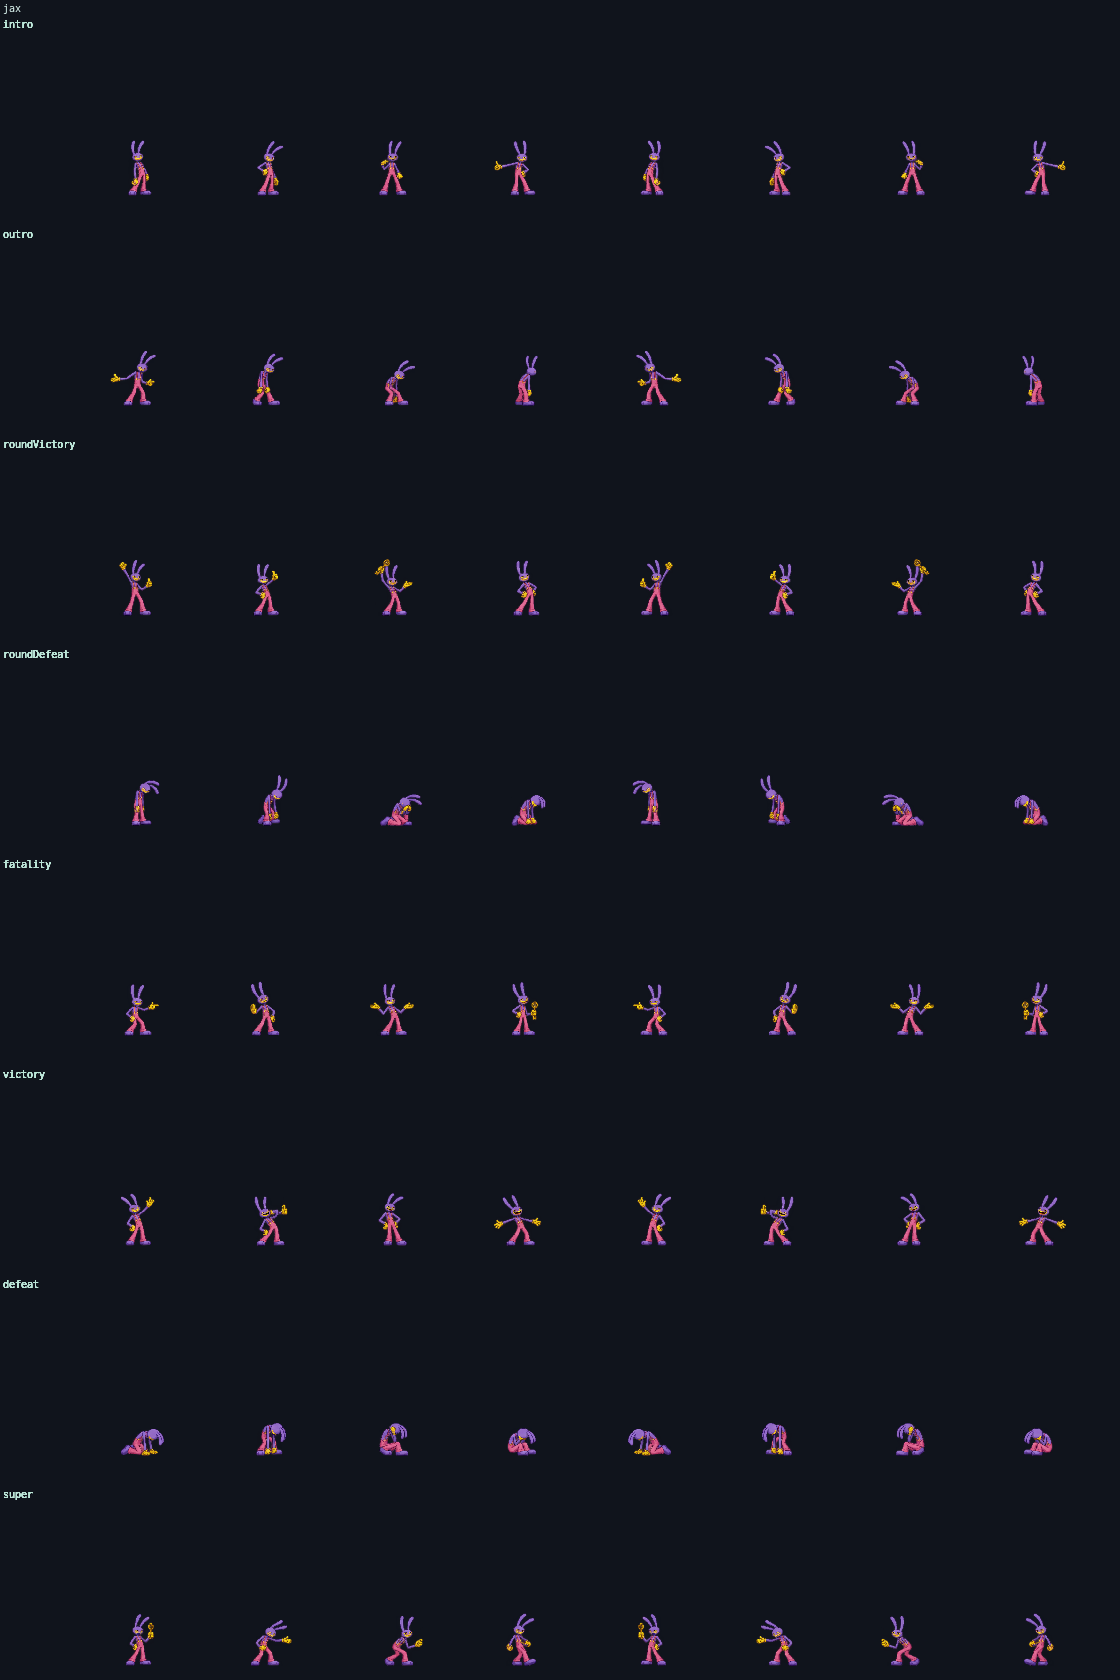 jax
intro
outro
roundVictory
roundDefeat
fatality
victory
defeat
super